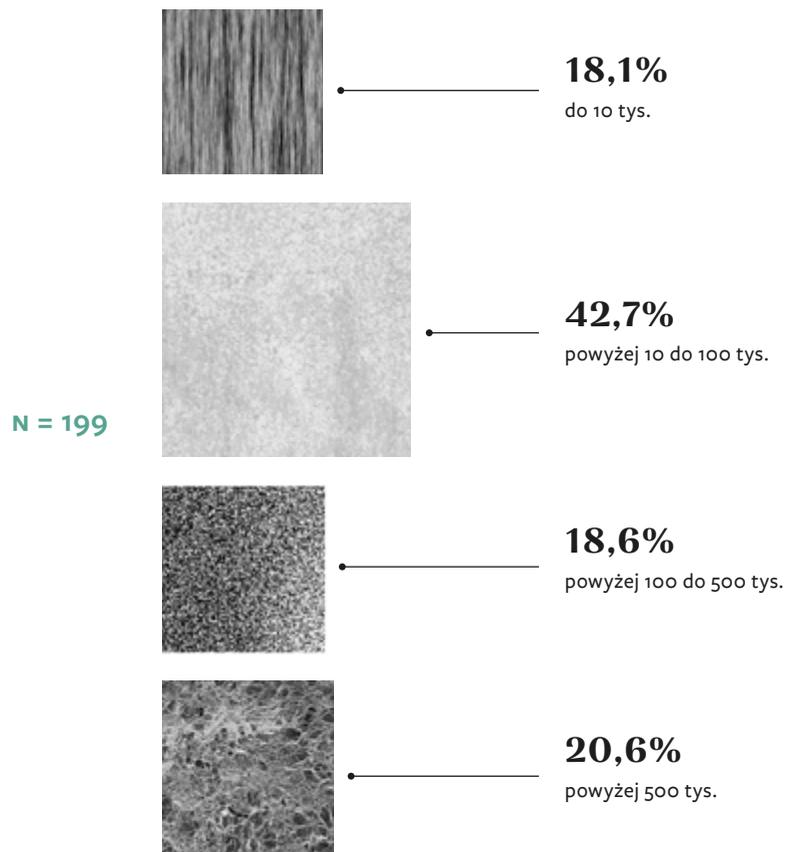 18,1%
do 10 tys.
42,7%
powyżej 10 do 100 tys.
N = 199
18,6%
powyżej 100 do 500 tys.
20,6%
powyżej 500 tys.